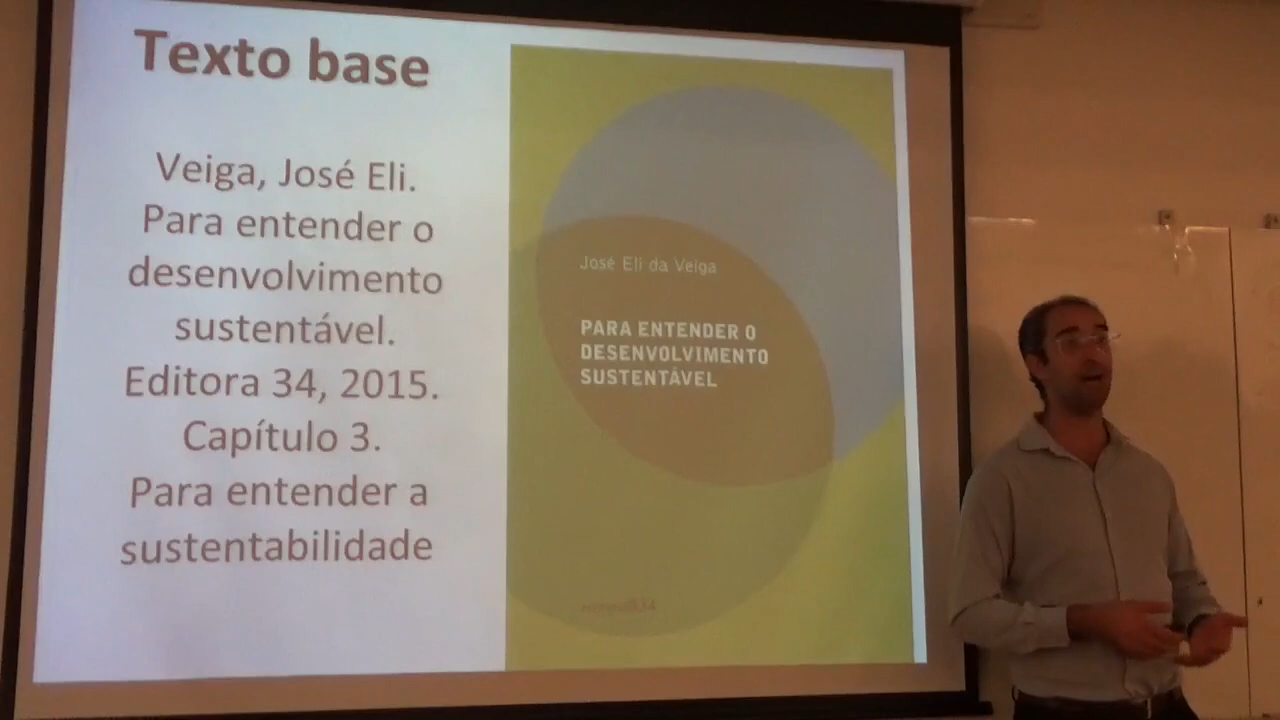 Texto base
Veiga, José Eli.
Para entender o
desenvolvimento
sustentável.
Editora 34, 2015.
Capítulo 3.
Para entender a
sustentabilidade
José Eli da Veiga
PARA ENTENDER O
DESENVOLVIMENTO
SUSTENTÁVEL